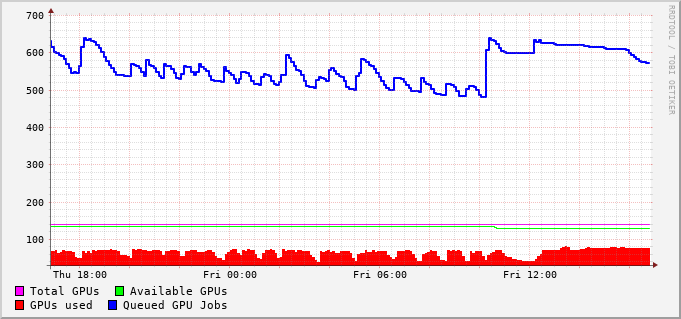 700
600
500
400
300
200
100
Thu 18:00 Fri 00:00 Fri 06:00 Fri 12:00
Total GPUs Available GPUs
GPUs used Queued GPU Jobs
RRDTOOL / TOBI OETIKER